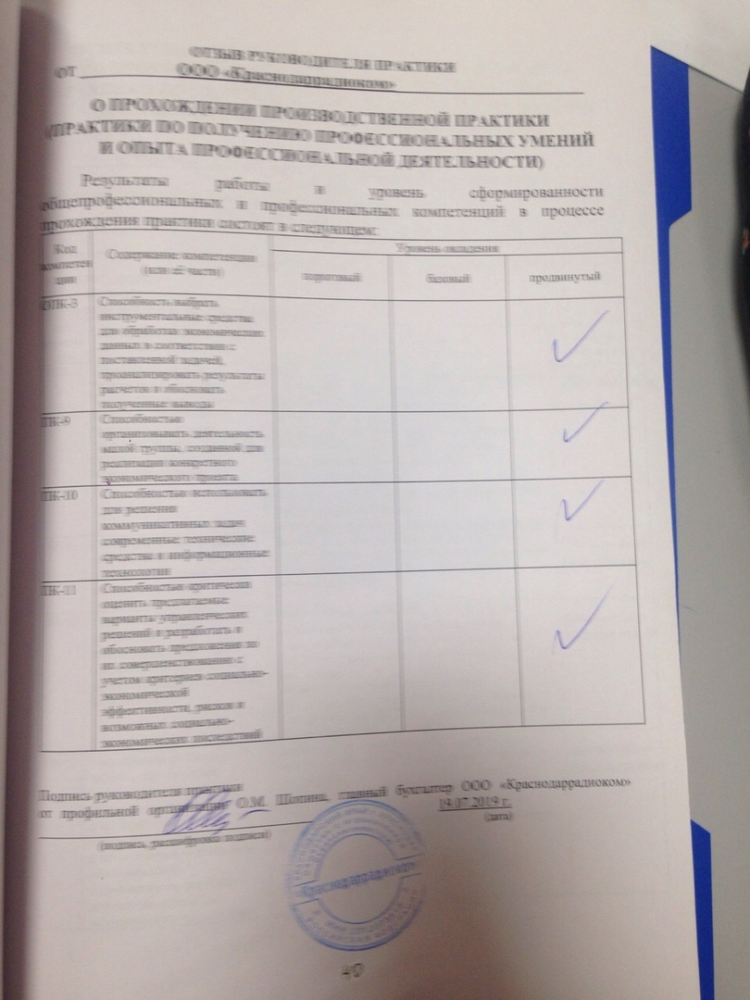 ОТЗЫВ РУКОВОДИТЕЛЯ ПРАКТИКИ
ОТ ООО «Краснодаррадиоком»
О ПРОХОЖДЕНИИ ПРОИЗВОДСТВЕННОЙ ПРАКТИКИ
(ПРАКТИКИ ПО ПОЛУЧЕНИЮ ПРОФЕССИОНАЛЬНЫХ УМЕНИЙ
И ОПЫТА ПРОФЕССИОНАЛЬНОЙ ДЕЯТЕЛЬНОСТИ)
Результаты работы и уровень сформированности
общепрофессиональных и профессиональных компетенций в процессе
прохождения практики состоят в следующем:
Код
компетен
ции
Содержание компетенции
(или её части)
Уровень овладения
пороговый
базовый
продвинутый
ОПК-3
Способность выбрать
инструментальные средства
для обработки экономических
данных в соответствии с
поставленной задачей,
проанализировать результаты
расчетов и обосновать
полученные выводы
ПК-9
Способностью
организовывать деятельность
малой группы, созданной для
реализации конкретного
экономического проекта
ПК-10
Способностью использовать
для решения
коммуникативных задач
современные технические
средства и информационные
технологии
ПК-11
Способностью критически
оценить предлагаемые
варианты управленческих
решений и разработать и
обосновать предложения по
их совершенствованию с
учетом критериев социально-
экономической
эффективности, рисков и
возможных социально-
экономических последствий
Подпись руководителя практики
от профильной организации О.М. Шопина, главный бухгалтер ООО «Краснодаррадиоком»
19.07.2019 г.
(подпись, расшифровка подписи)
(дата)
«Краснодаррадиоком»
40